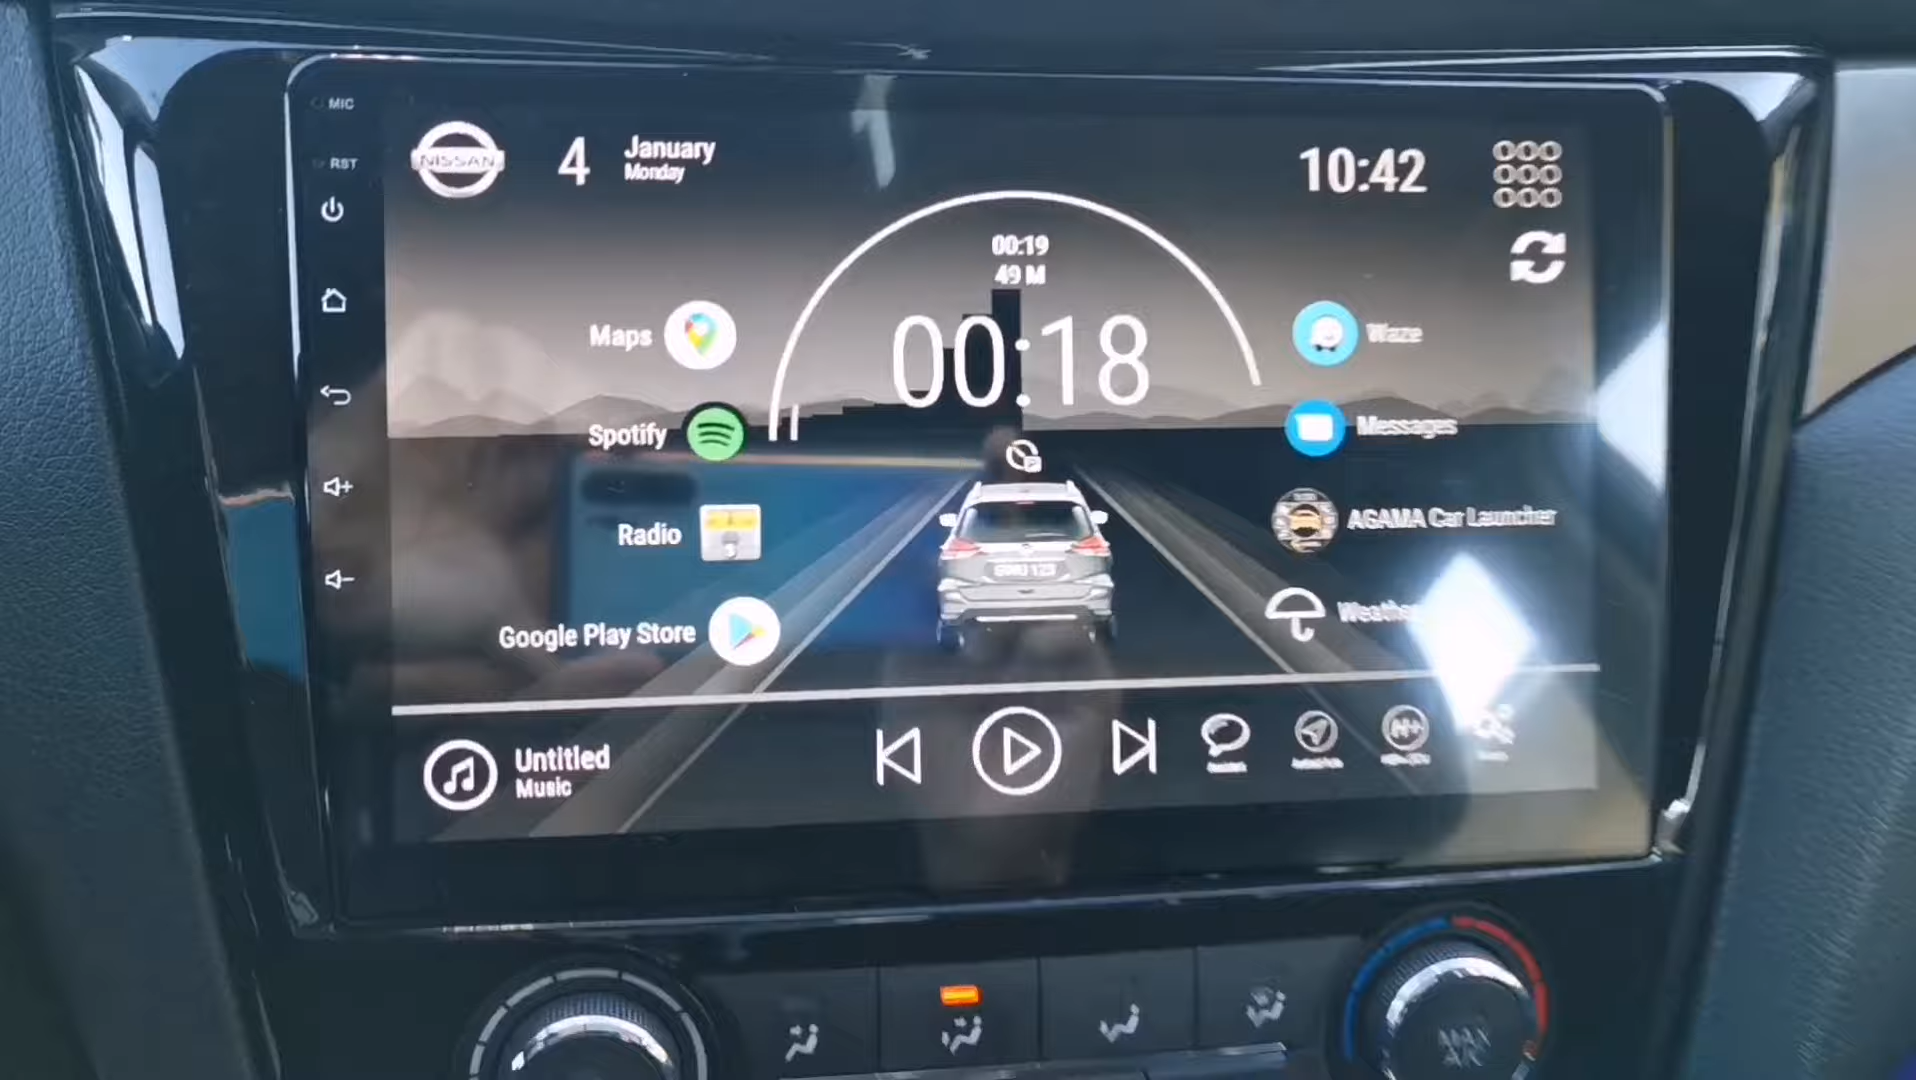 MIC
RST
NISSAN
4
January
Monday
10:42
00:19
49 M
00:18
Maps
Waze
Spotify
Messages
Radio
AGAMA Car Launcher
Google Play Store
Untitled
Music
MAX
A/C